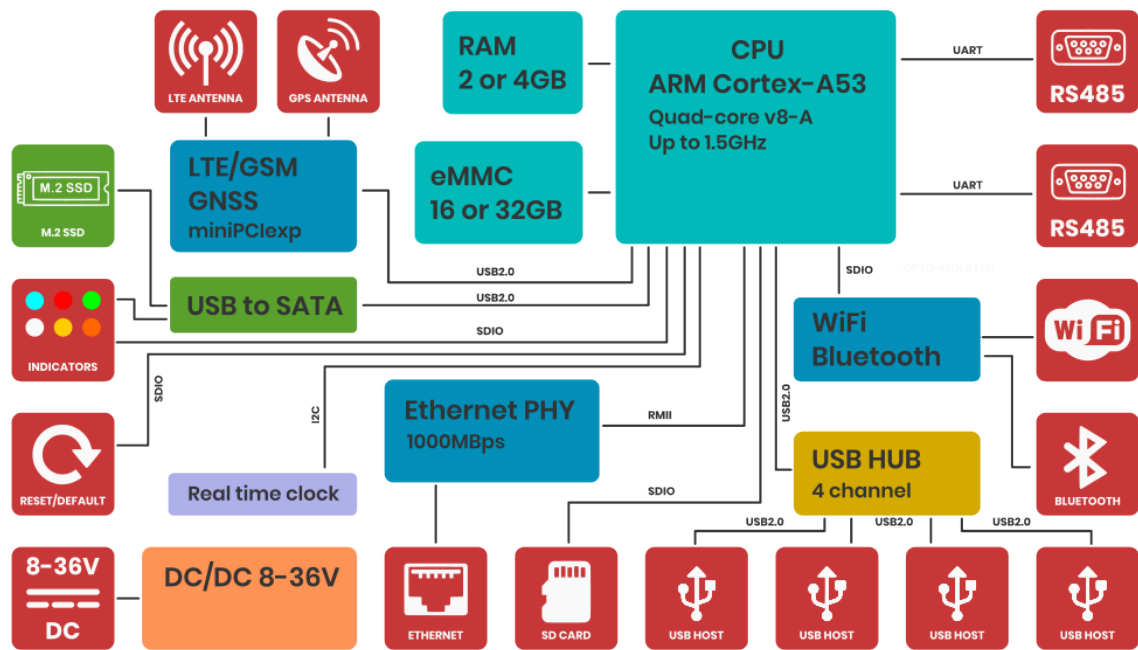 LTE ANTENNA
GPS ANTENNA
RAM
2 or 4GB
CPU
ARM Cortex-A53
Quad-core v8-A
Up to 1.5GHz
UART
RS485
M.2 SSD
M.2 SSD
LTE/GSM
GNSS
miniPCIexp
eMMC
16 or 32GB
UART
RS485
USB2.0
SDIO
OPTO-ISOLATED
USB to SATA
USB2.0
SDIO
INDICATORS
WiFi
Bluetooth
Wi Fi
SDIO
I2C
Ethernet PHY
1000MBps
RMII
USB2.0
RESET/DEFAULT
Real time clock
SDIO
USB HUB
4 channel
BLUETOOTH
USB2.0
USB2.0
USB2.0
8-36V
DC
DC/DC 8-36V
ETHERNET
SD CARD
USB HOST
USB HOST
USB HOST
USB HOST